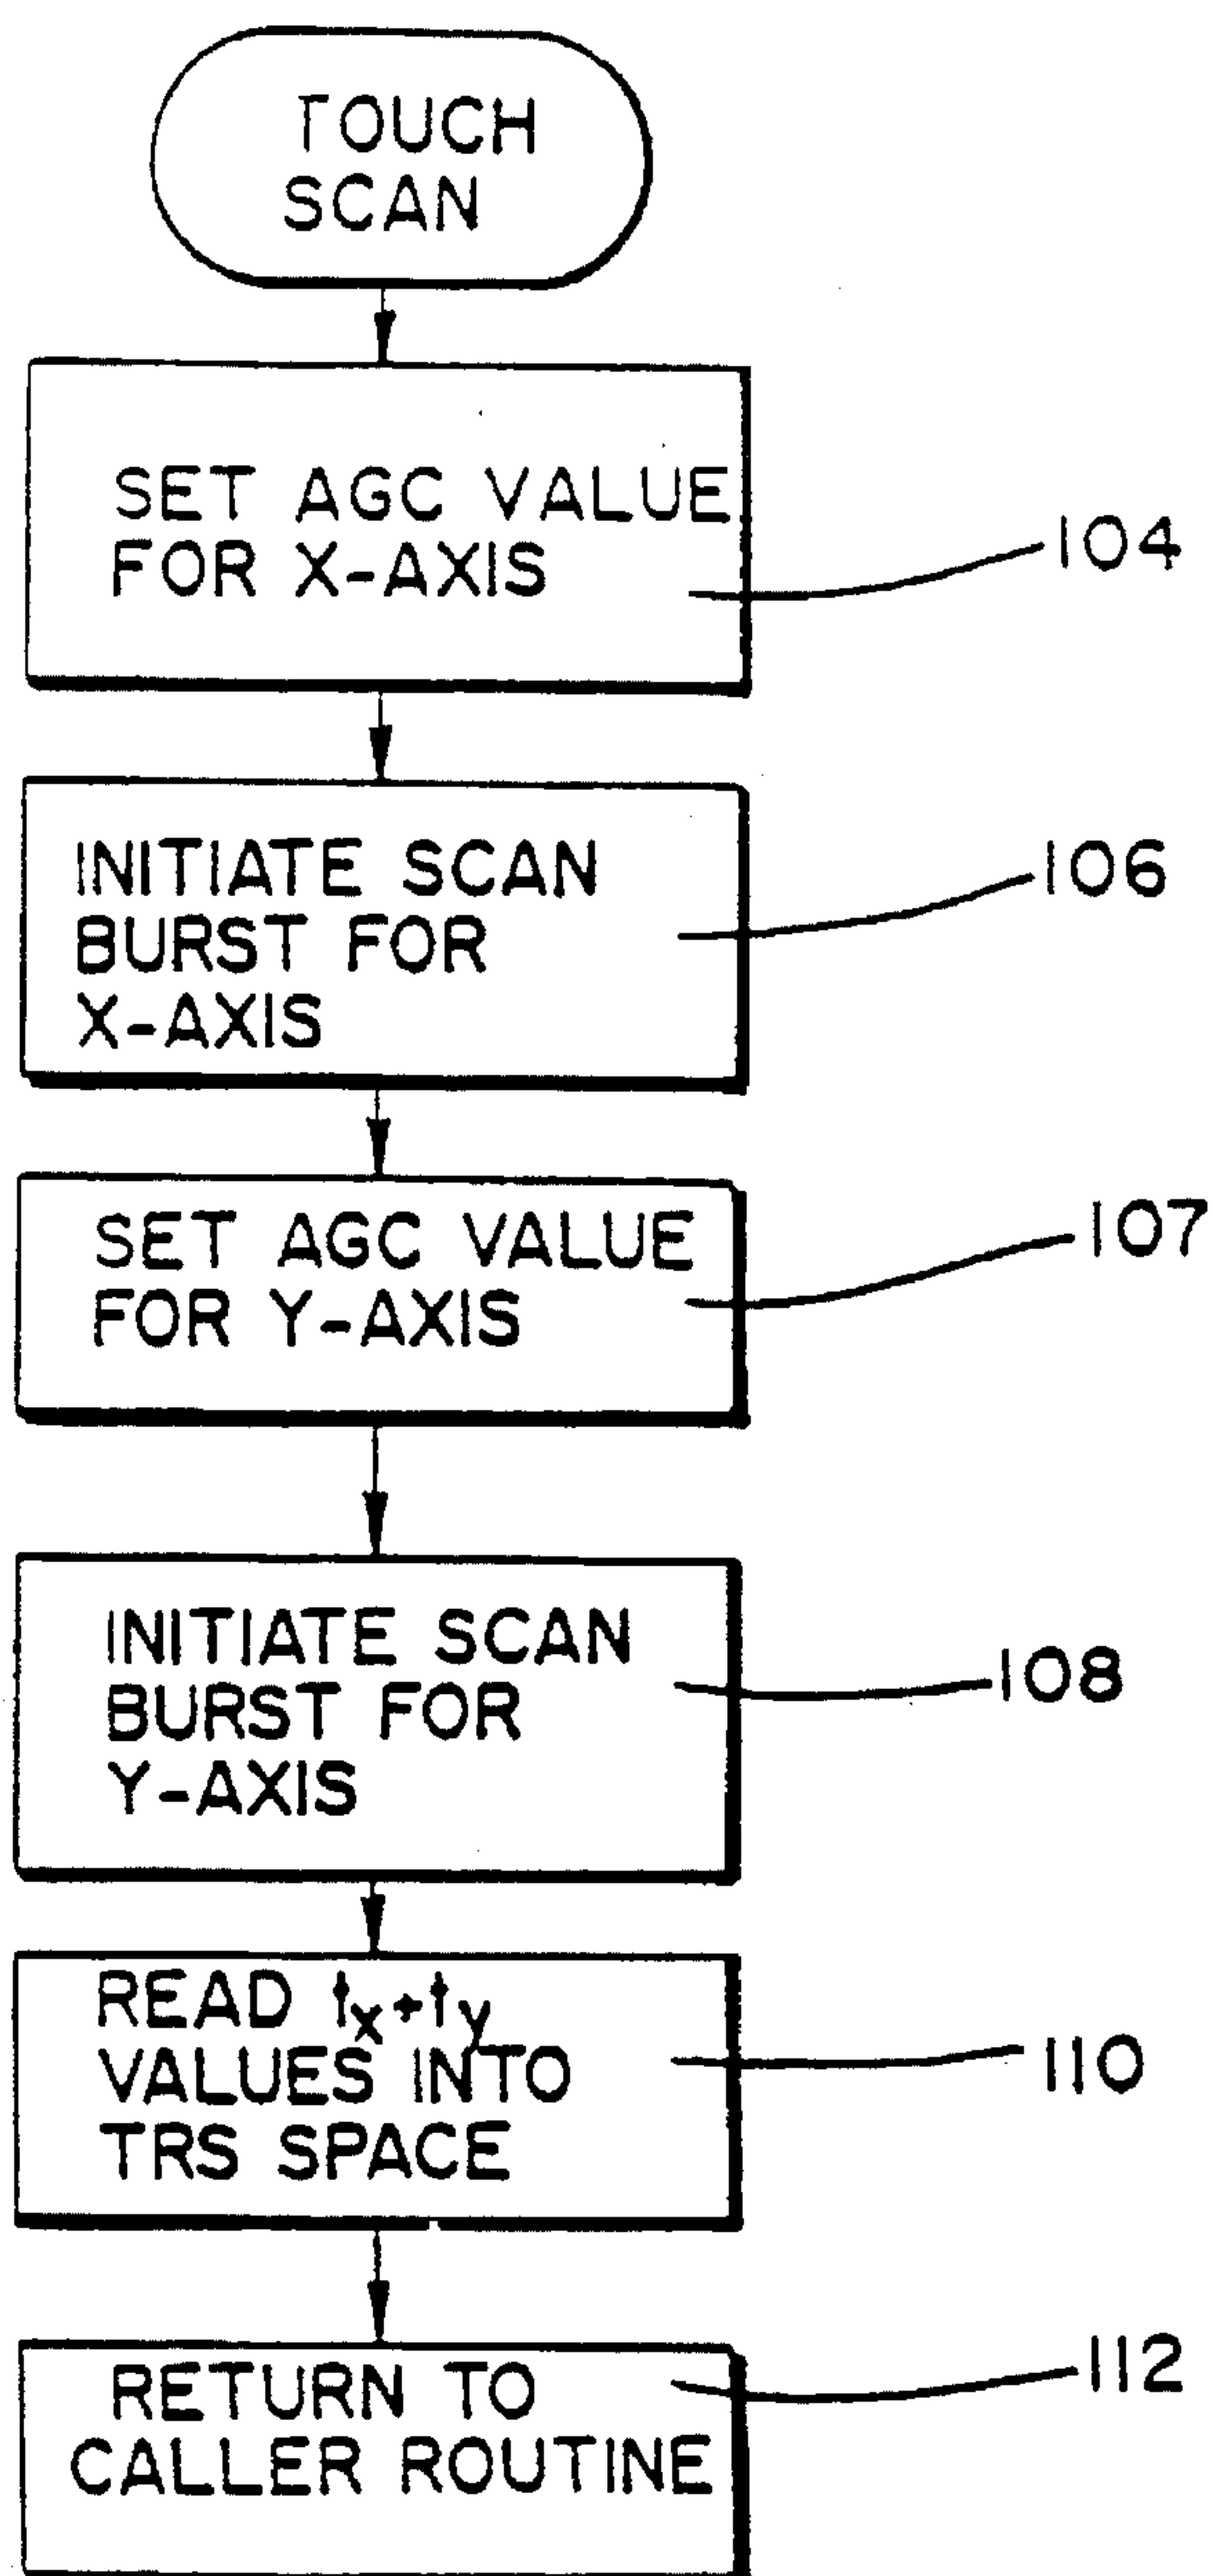 TOUCH
SCAN
SET AGC VALUE
FOR X-AXIS
104
INITIATE SCAN
BURST FOR
X-AXIS
106
SET AGC VALUE
FOR Y-AXIS
107
INITIATE SCAN
BURST FOR
Y-AXIS
108
READ tx+ty
VALUES INTO
TRS SPACE
110
RETURN TO
CALLER ROUTINE
112